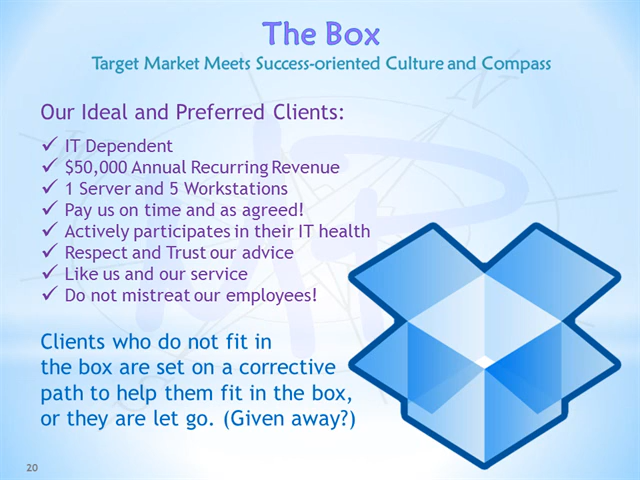 The Box
Target Market Meets Success-oriented Culture and Compass
Our Ideal and Preferred Clients:
✓ IT Dependent
✓ $50,000 Annual Recurring Revenue
✓ 1 Server and 5 Workstations
✓ Pay us on time and as agreed!
✓ Actively participates in their IT health
✓ Respect and Trust our advice
✓ Like us and our service
✓ Do not mistreat our employees!
Clients who do not fit in
the box are set on a corrective
path to help them fit in the box,
or they are let go. (Given away?)
20